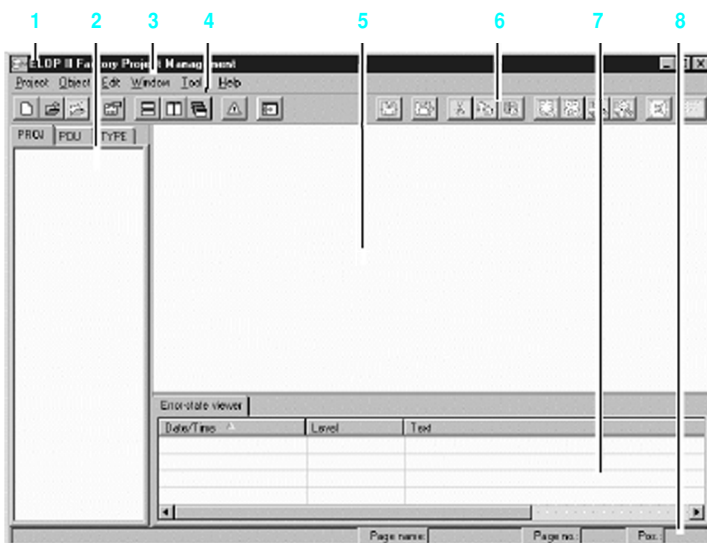 1 2 3 4 5 6 7 8
ELOP II Factory Project Management
Project Object Edit Window Tool Help
PROJ POU TYPE
Error-state viewer
Date/Time Level Text
Page name: Page no.: Pos.: